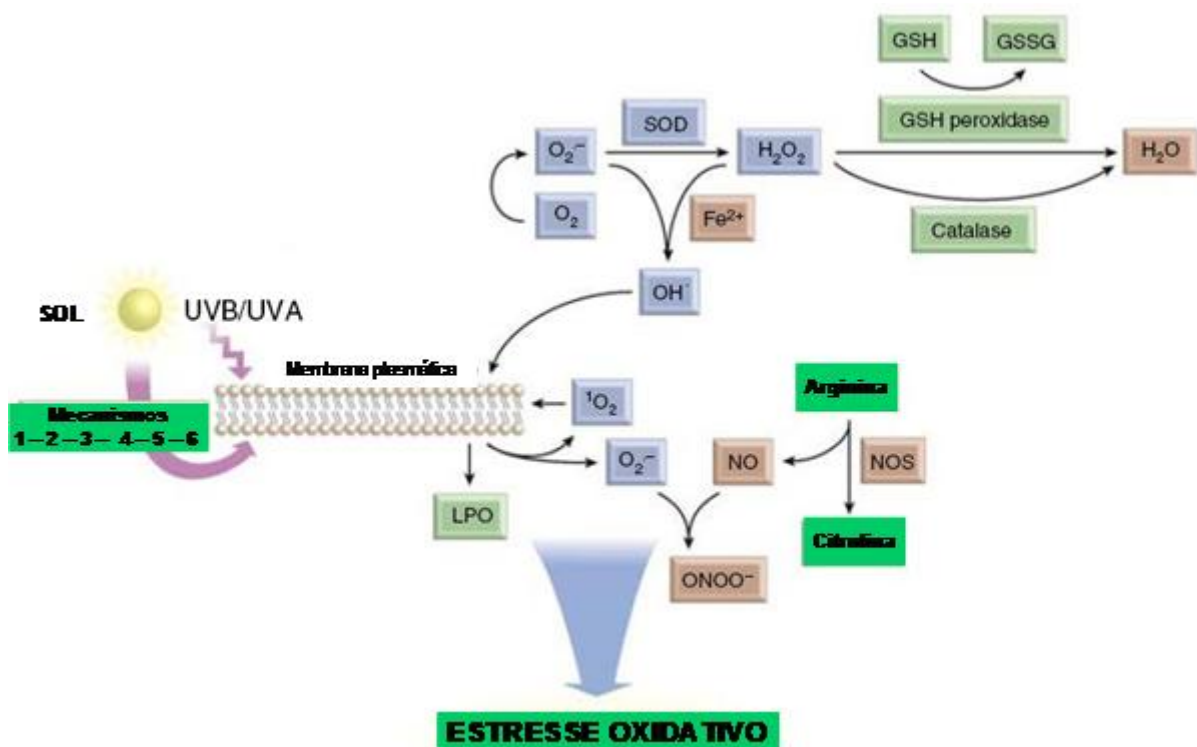 GSH
GSSG
GSH peroxidase
SOD
O₂⁻
H₂O₂
H₂O
O₂
Fe²⁺
Catalase
OH˙
SOL
UVB/UVA
Membrana plasmática
Mecanismos
1–2–3– 4–5–6
¹O₂
Arginina
O₂⁻
NO
NOS
LPO
Citrulina
ONOO⁻
ESTRESSE OXIDATIVO